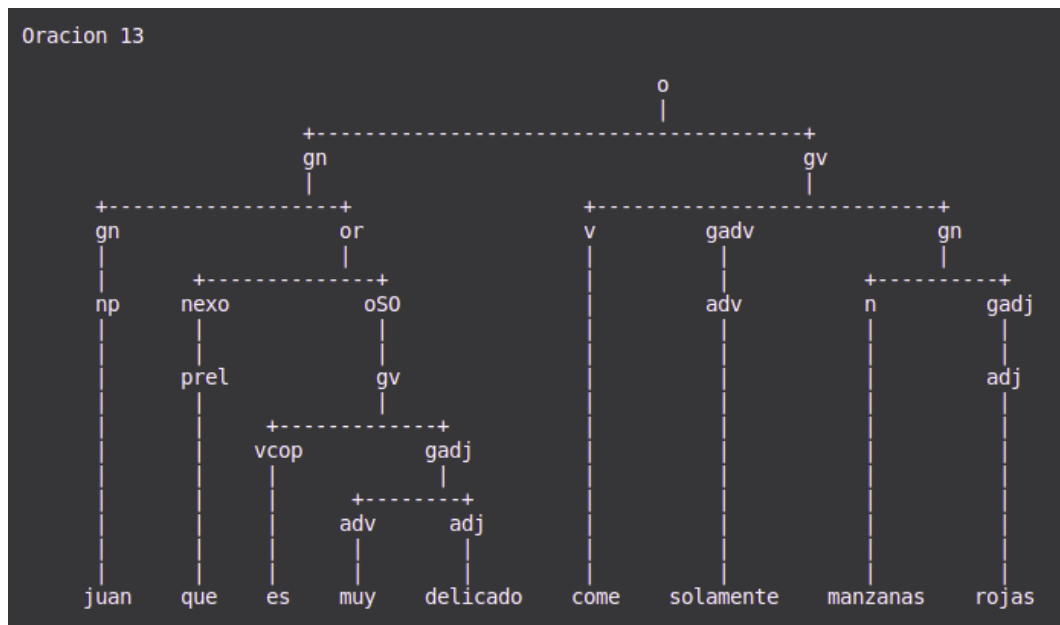 Oracion 13
o
gn gv
gn or v gadv gn
np nexo oSO adv n gadj
prel gv adj
vcop gadj
adv adj
juan que es muy delicado come solamente manzanas rojas